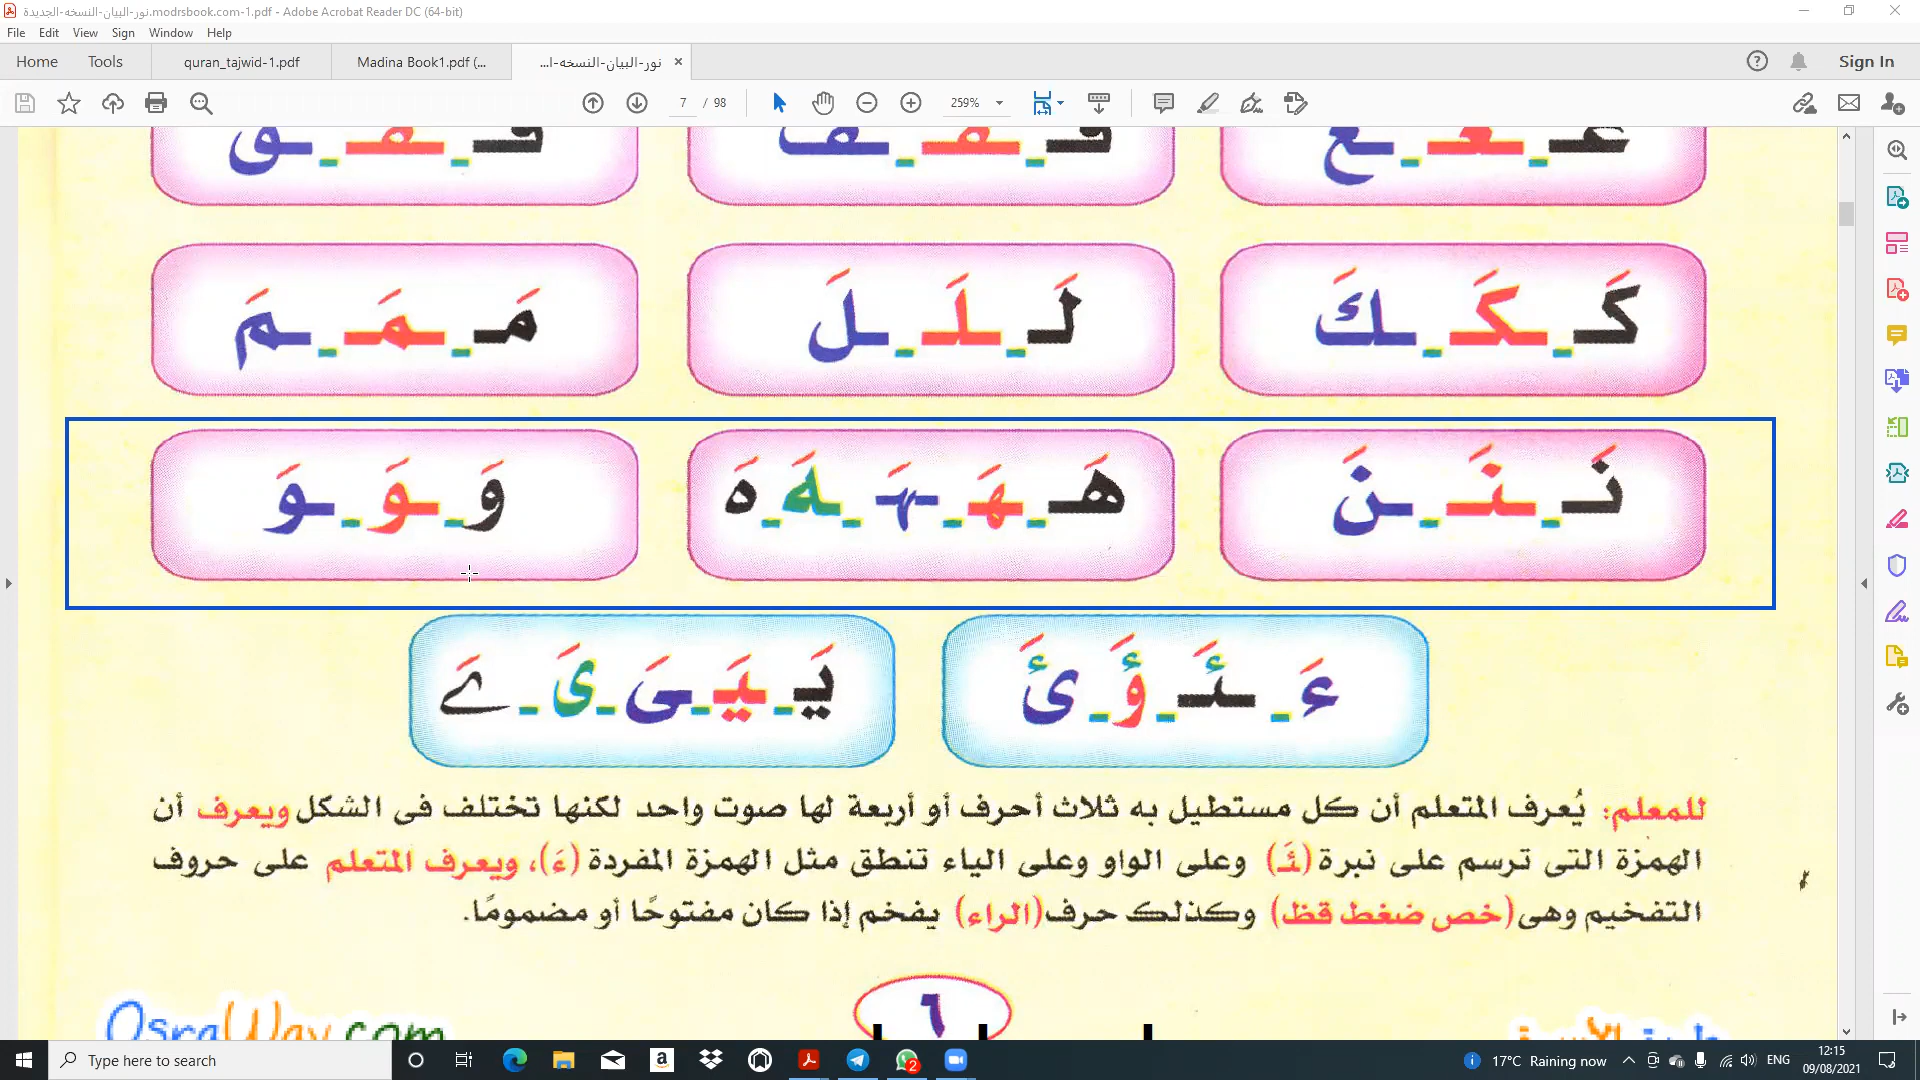 نور-البيان-النسخه-الجديدة.modrsbook.com-1.pdf - Adobe Acrobat Reader DC (64-bit)
File Edit View Sign Window Help
Home Tools quran_tajwid-1.pdf Madina Book1.pdf (... نور-البيان-النسخه-ا... Sign In
7 / 98 259%
كَـ ـكَـ ـكَ
لَـ ـلَـ ـلَ
مَـ ـمَـ ـمَ
نَـ ـنَـ ـنَ
هَـ ـهَـ ـهَـ ـهَ هَ
وَ ـوَ ـوَ
ءَ ـئَـ ؤَ ئَ
يَـ ـيَـ ـىَ ىَ ےَ
للمعلم: يُعرف المتعلم أن كل مستطيل به ثلاث أحرف أو أربعة لها صوت واحد لكنها تختلف فى الشكل ويعرف أن
الهمزة التى ترسم على نبرة (ئَـ) وعلى الواو وعلى الياء تنطق مثل الهمزة المفردة (ءَ)، ويعرف المتعلم على حروف
التفخيم وهى (خص ضغط قظ) وكذلك حرف (الراء) يفخم إذا كان مفتوحًا أو مضمومًا.
٦
OsraWay.com
Type here to search
2
17°C Raining now ENG 12:15
09/08/2021